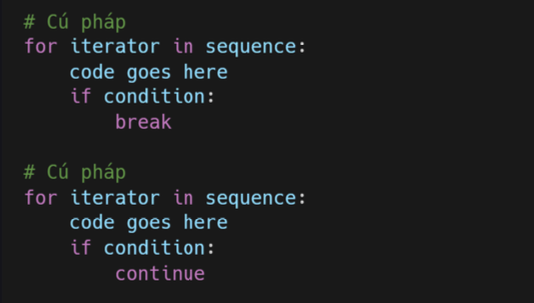 # Cú pháp
for iterator in sequence:
    code goes here
    if condition:
        break

# Cú pháp
for iterator in sequence:
    code goes here
    if condition:
        continue